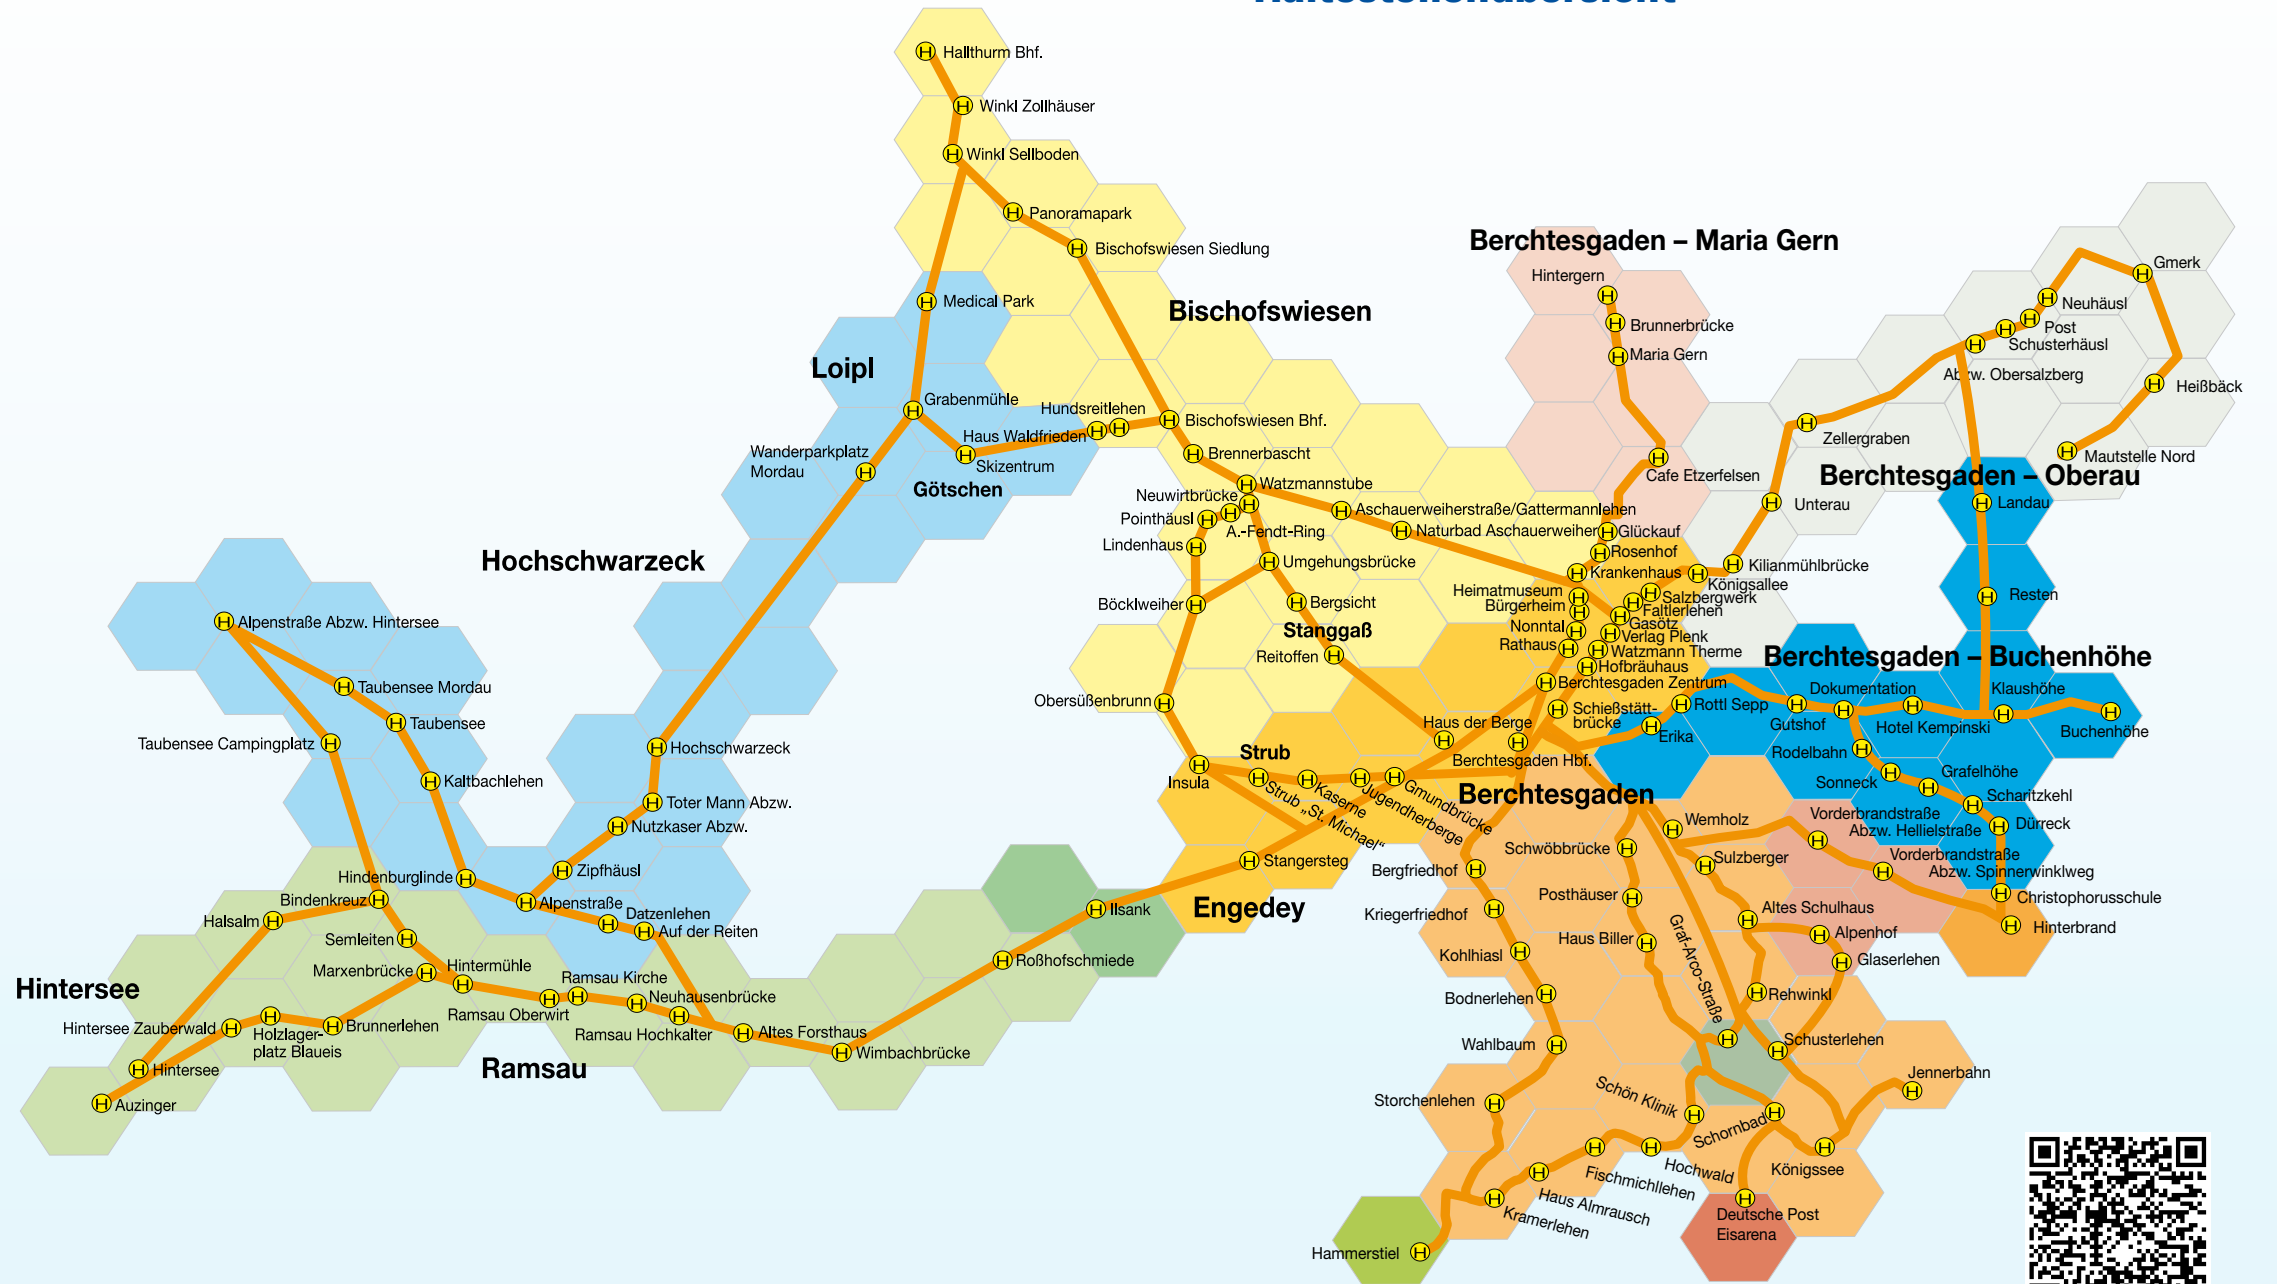 Haltestellenübersicht
Hallthurm Bhf.
Winkl Zollhäuser
Winkl Sellboden
Panoramapark
Bischofswiesen Siedlung
Medical Park
Bischofswiesen
Loipl
Grabenmühle
Hundsreitlehen
Haus Waldfrieden
Bischofswiesen Bhf.
Wanderparkplatz
Mordau
Skizentrum
Götschen
Brennerbascht
Watzmannstube
Neuwirtbrücke
Pointhäusl
A.-Fendt-Ring
Lindenhaus
Umgehungsbrücke
Aschauerweiherstraße/Gattermannlehen
Naturbad Aschauerweiher
Böcklweiher
Bergsicht
Stanggaß
Reitoffen
Obersüßenbrunn
Insula
Strub
Strub „St. Michael“
Kaserne
Jugendherberge
Gmundbrücke
Haus der Berge
Berchtesgaden Hbf.
Stangersteg
Engedey
Berchtesgaden – Maria Gern
Hintergern
Brunnerbrücke
Maria Gern
Cafe Etzerfelsen
Glückauf
Rosenhof
Krankenhaus
Heimatmuseum
Bürgerheim
Nonntal
Rathaus
Königsallee
Salzbergwerk
Faltlerlehen
Gasötz
Verlag Plenk
Watzmann Therme
Hofbräuhaus
Berchtesgaden Zentrum
Schießstätt-
brücke
Kilianmühlbrücke
Unterau
Zellergraben
Berchtesgaden – Oberau
Abzw. Obersalzberg
Schusterhäusl
Post
Neuhäusl
Gmerk
Heißbäck
Mautstelle Nord
Landau
Resten
Berchtesgaden – Buchenhöhe
Erika
Rottl Sepp
Gutshof
Dokumentation
Hotel Kempinski
Klaushöhe
Buchenhöhe
Rodelbahn
Sonneck
Grafelhöhe
Scharitzkehl
Dürreck
Christophorusschule
Hinterbrand
Vorderbrandstraße
Abzw. Hellielstraße
Vorderbrandstraße
Abzw. Spinnerwinklweg
Berchtesgaden
Wemholz
Sulzberger
Schwöbbrücke
Posthäuser
Haus Biller
Graf-Arco-Straße
Altes Schulhaus
Alpenhof
Glaserlehen
Rehwinkl
Schusterlehen
Jennerbahn
Königssee
Schornbad
Schön Klinik
Hochwald
Fischmichllehen
Haus Almrausch
Kramerlehen
Deutsche Post
Eisarena
Hammerstiel
Bergfriedhof
Kriegerfriedhof
Kohlhiasl
Bodnerlehen
Wahlbaum
Storchenlehen
Hochschwarzeck
Alpenstraße Abzw. Hintersee
Taubensee Mordau
Taubensee
Taubensee Campingplatz
Kaltbachlehen
Hochschwarzeck
Toter Mann Abzw.
Nutzkaser Abzw.
Zipfhäusl
Hindenburglinde
Alpenstraße
Datzenlehen
Auf der Reiten
Bindenkreuz
Halsalm
Semleiten
Marxenbrücke
Hintermühle
Ramsau Oberwirt
Ramsau Kirche
Neuhausenbrücke
Ramsau Hochkalter
Altes Forsthaus
Wimbachbrücke
Roßhofschmiede
Ilsank
Hintersee
Hintersee Zauberwald
Holzlager-
platz Blaueis
Brunnerlehen
Hintersee
Auzinger
Ramsau